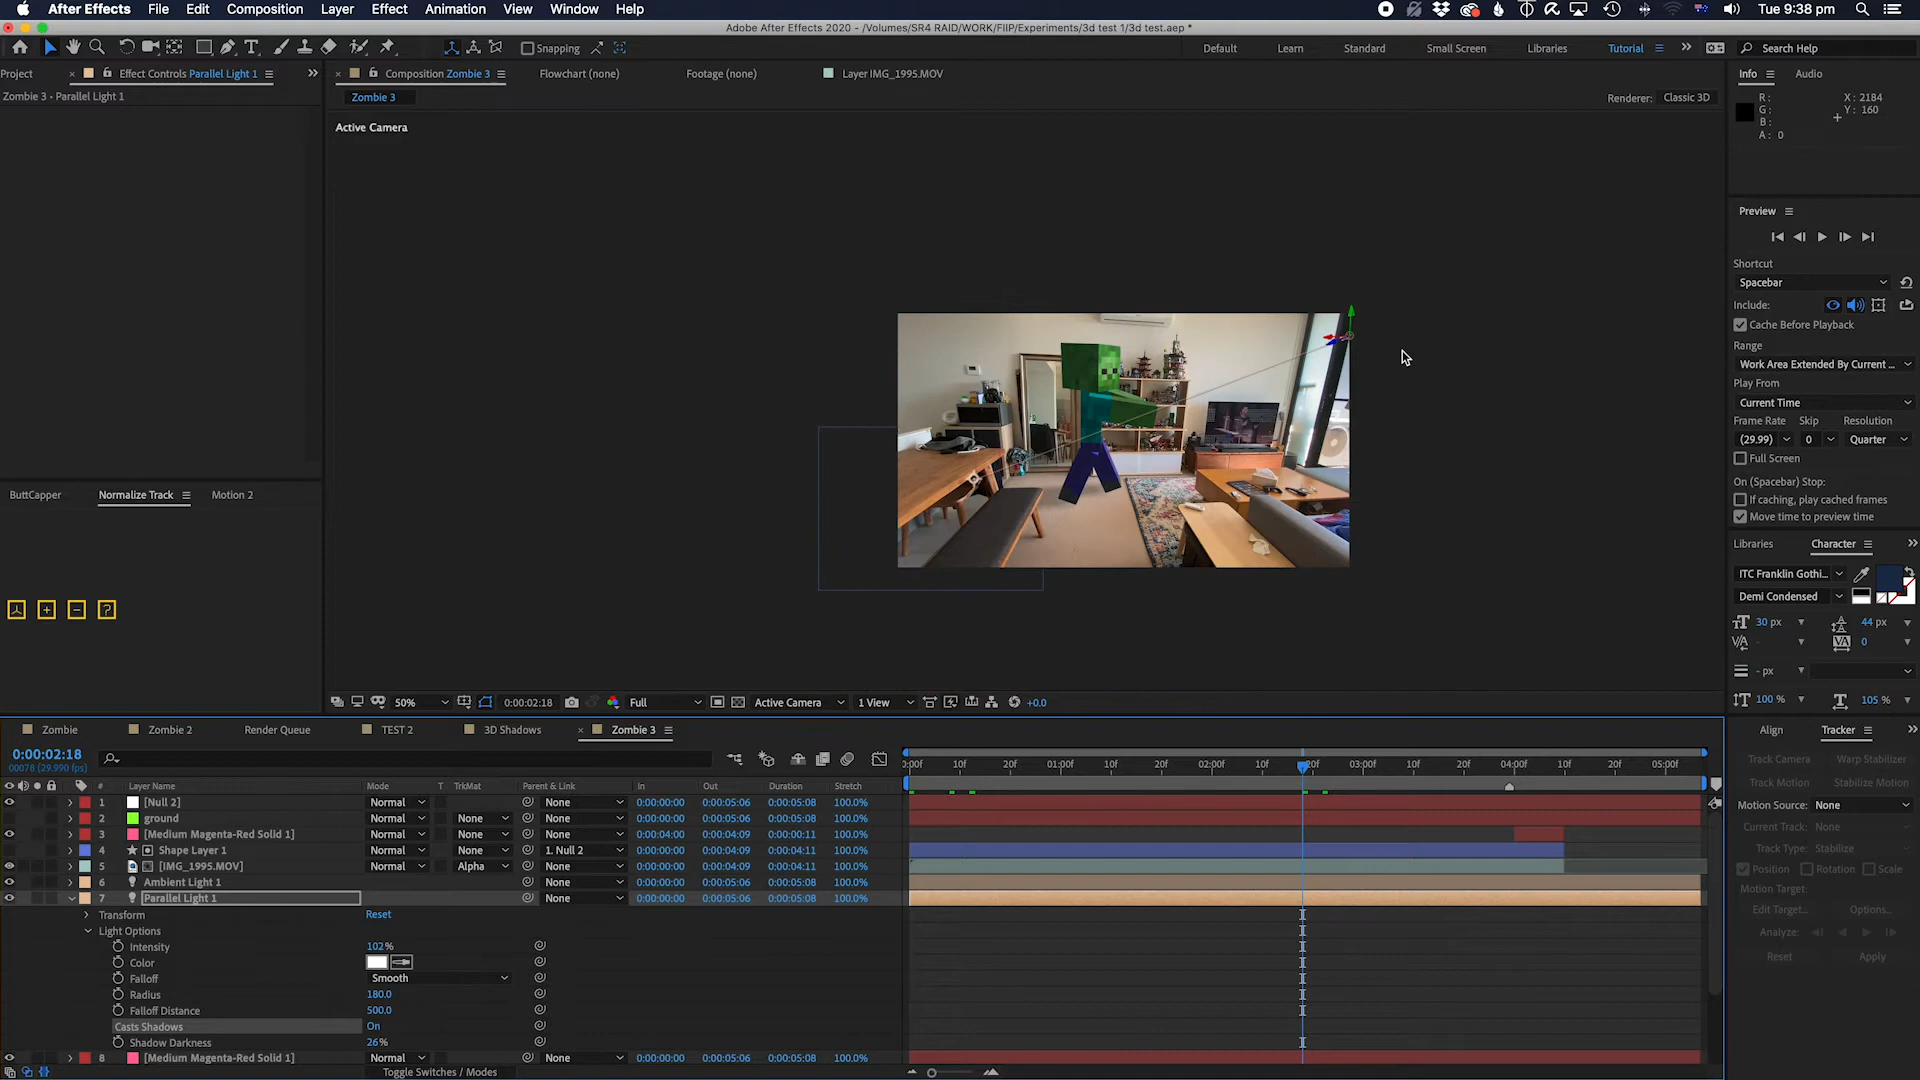 After Effects File Edit Composition Layer Effect Animation View Window Help Tue 9:38 pm
Adobe After Effects 2020 - /Volumes/SR4 RAID/WORK/FIIP/Experiments/3d test 1/3d test.aep *
Snapping Default Learn Standard Small Screen Libraries Tutorial Search Help
Project Effect Controls Parallel Light 1 Composition Zombie 3 Flowchart (none) Footage (none) Layer IMG_1995.MOV Info Audio
Zombie 3 • Parallel Light 1 Zombie 3 Renderer: Classic 3D
R: X: 2184
G: Y: 160
B:
A: 0
Active Camera
Preview
Shortcut
Spacebar
Include:
Cache Before Playback
Range
Work Area Extended By Current ...
Play From
Current Time
Frame Rate Skip Resolution
(29.99) 0 Quarter
Full Screen
On (Spacebar) Stop:
If caching, play cached frames
Move time to preview time
ButtCapper Normalize Track Motion 2
Libraries Character
ITC Franklin Gothi...
Demi Condensed
30 px 44 px
- 0
- px
100 % 105 %
50% 0:00:02:18 Full Active Camera 1 View +0.0
Zombie Zombie 2 Render Queue TEST 2 3D Shadows Zombie 3
Align Tracker
0:00:02:18
00078 (29.990 fps)
:00f 10f 20f 01:00f 10f 20f 02:00f 10f 20f 03:00f 10f 20f 04:00f 10f 20f 05:00f
# Layer Name Mode T TrkMat Parent & Link In Out Duration Stretch
1 [Null 2] Normal None 0:00:00:00 0:00:05:06 0:00:05:08 100.0%
2 ground Normal None None 0:00:00:00 0:00:05:06 0:00:05:08 100.0%
3 [Medium Magenta-Red Solid 1] Normal None None 0:00:04:00 0:00:04:09 0:00:00:11 100.0%
4 Shape Layer 1 Normal None 1. Null 2 0:00:00:00 0:00:04:09 0:00:04:11 100.0%
5 [IMG_1995.MOV] Normal Alpha None 0:00:00:00 0:00:04:09 0:00:04:11 100.0%
6 Ambient Light 1 None 0:00:00:00 0:00:05:06 0:00:05:08 100.0%
7 Parallel Light 1 None 0:00:00:00 0:00:05:06 0:00:05:08 100.0%
Transform Reset
Light Options
Intensity 102%
Color
Falloff Smooth
Radius 180.0
Falloff Distance 500.0
Casts Shadows On
Shadow Darkness 26%
8 [Medium Magenta-Red Solid 1] Normal None 0:00:00:00 0:00:05:06 0:00:05:08 100.0%
Toggle Switches / Modes
Track Camera Warp Stabilizer
Track Motion Stabilize Motion
Motion Source: None
Current Track: None
Track Type: Stabilize
Position Rotation Scale
Motion Target:
Edit Target... Options...
Analyze:
Reset Apply